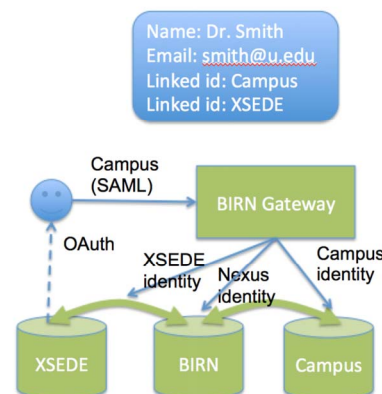 Name: Dr. Smith
Email: smith@u.edu
Linked id: Campus
Linked id: XSEDE
Campus
(SAML)
BIRN Gateway
OAuth
XSEDE
identity
Nexus
identity
Campus
identity
XSEDE
BIRN
Campus